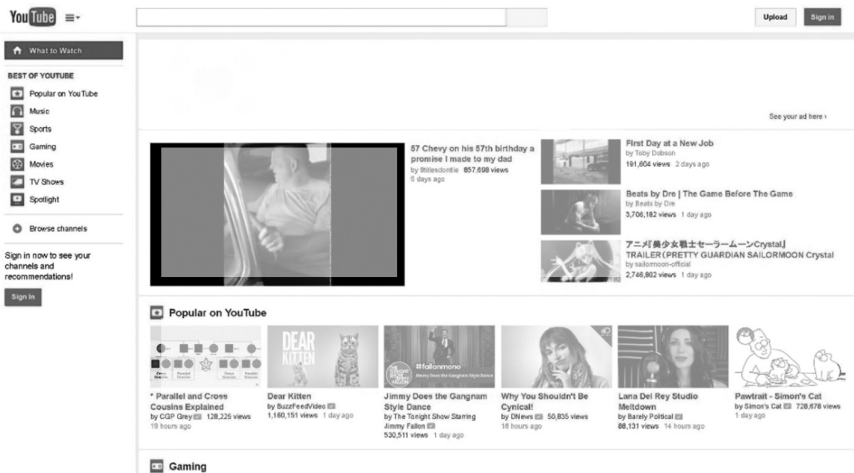 YouTube
Upload
Sign in
What to Watch
BEST OF YOUTUBE
Popular on YouTube
Music
Sports
Gaming
Movies
TV Shows
Spotlight
Browse channels
Sign in now to see your
channels and
recommendations!
Sign In
See your ad here ›
57 Chevy on his 57th birthday a
promise I made to my dad
857,698 views
5 days ago
First Day at a New Job
by Toby Dobson
191,604 views 2 days ago
Beats by Dre | The Game Before The Game
by Beats by Dre
3,706,182 views 1 day ago
アニメ『美少女戦士セーラームーンCrystal』
TRAILER(PRETTY GUARDIAN SAILORMOON Crystal
by sailormoon-official
2,746,802 views 1 day ago
Popular on YouTube
DEAR
KITTEN
#fallonmono
Jimmy Does the Gangnam Style Dance
* Parallel and Cross
Cousins Explained
by CGP Grey 128,225 views
19 hours ago
Dear Kitten
by BuzzFeedVideo
1,160,151 views 1 day ago
Jimmy Does the Gangnam
Style Dance
by The Tonight Show Starring
Jimmy Fallon
530,511 views 1 day ago
Why You Shouldn't Be
Cynical!
by DNews 50,835 views
16 hours ago
Lana Del Rey Studio
Meltdown
by Barely Political
88,131 views 14 hours ago
Pawtrait - Simon's Cat
by Simon's Cat 728,678 views
1 day ago
Gaming